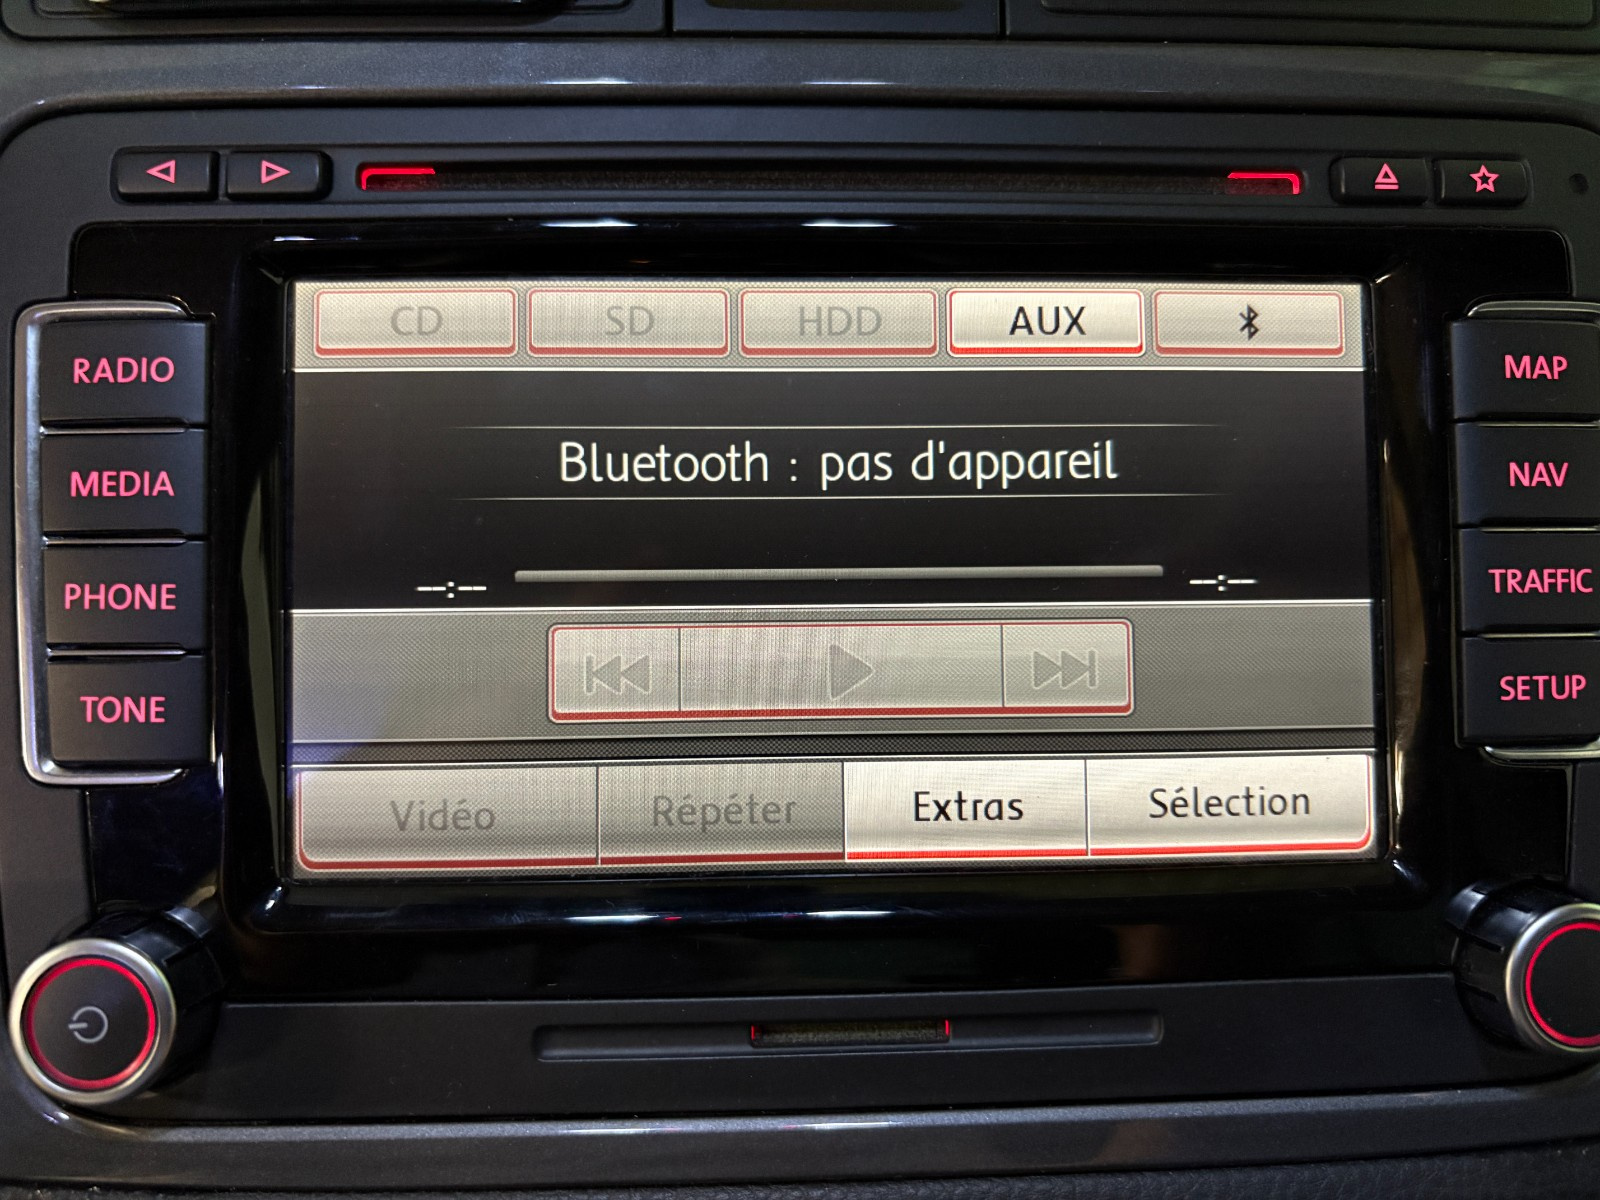 CD SD HDD AUX
RADIO
MEDIA
PHONE
TONE
Bluetooth : pas d'appareil
--:-- --:--
Vidéo Répéter Extras Sélection
MAP
NAV
TRAFFIC
SETUP